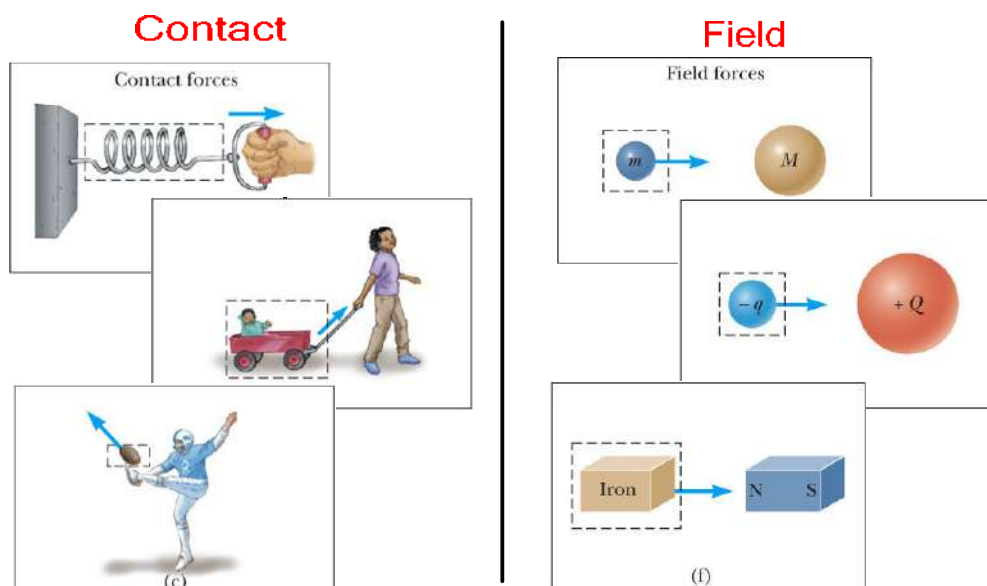 Contact
Contact forces
(c)
Field
Field forces
m
M
– q
+ Q
Iron
N
S
(f)